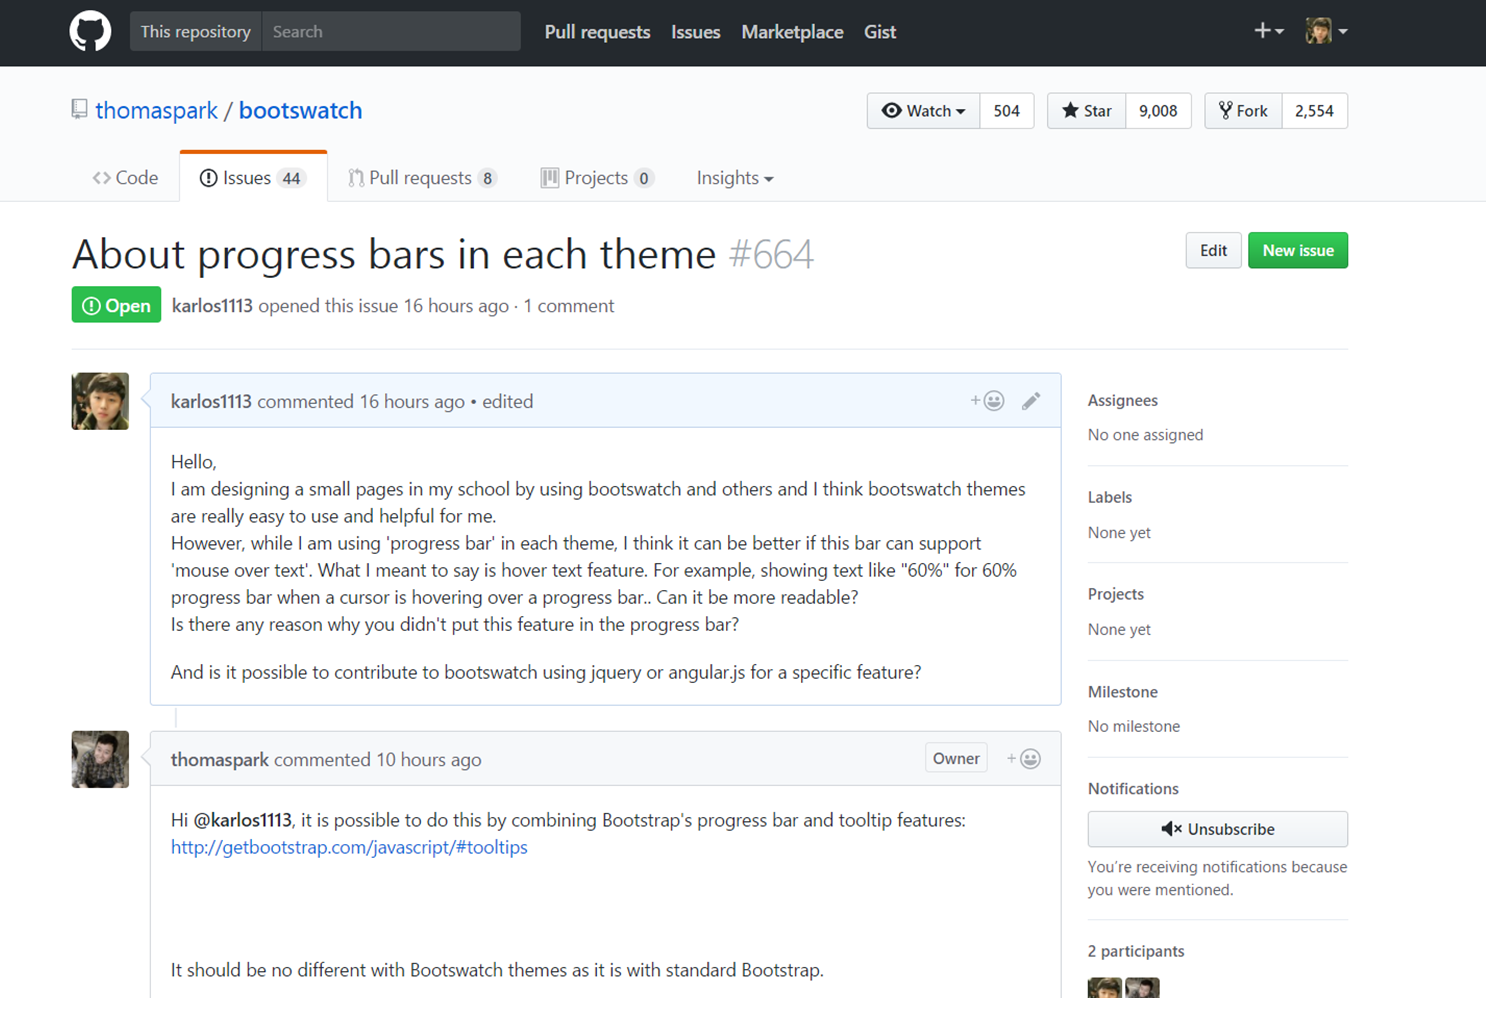 This repository Search Pull requests Issues Marketplace Gist
thomaspark / bootswatch
Watch 504 Star 9,008 Fork 2,554
Code Issues 44 Pull requests 8 Projects 0 Insights
About progress bars in each theme #664
Edit New issue
Open karlos1113 opened this issue 16 hours ago · 1 comment
karlos1113 commented 16 hours ago • edited
Hello,
I am designing a small pages in my school by using bootswatch and others and I think bootswatch themes
are really easy to use and helpful for me.
However, while I am using 'progress bar' in each theme, I think it can be better if this bar can support
'mouse over text'. What I meant to say is hover text feature. For example, showing text like "60%" for 60%
progress bar when a cursor is hovering over a progress bar.. Can it be more readable?
Is there any reason why you didn't put this feature in the progress bar?
And is it possible to contribute to bootswatch using jquery or angular.js for a specific feature?
thomaspark commented 10 hours ago Owner
Hi @karlos1113, it is possible to do this by combining Bootstrap's progress bar and tooltip features:
http://getbootstrap.com/javascript/#tooltips
It should be no different with Bootswatch themes as it is with standard Bootstrap.
Assignees
No one assigned
Labels
None yet
Projects
None yet
Milestone
No milestone
Notifications
Unsubscribe
You're receiving notifications because
you were mentioned.
2 participants